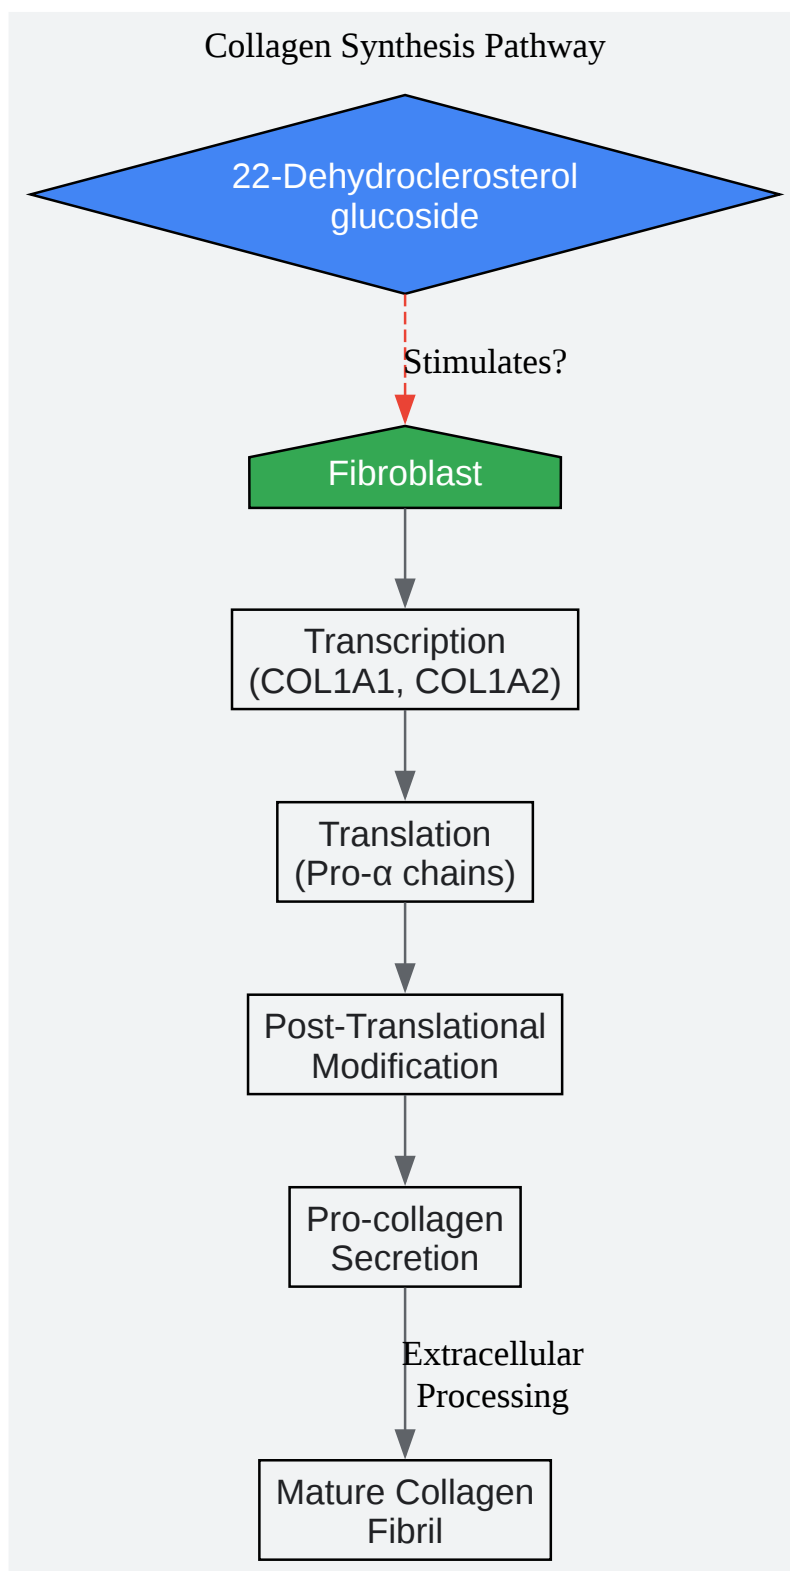 Collagen Synthesis Pathway
22-Dehydroclerosterol
glucoside
Stimulates?
Fibroblast
Transcription
(COL1A1, COL1A2)
Translation
(Pro-α chains)
Post-Translational
Modification
Pro-collagen
Secretion
Extracellular
Processing
Mature Collagen
Fibril